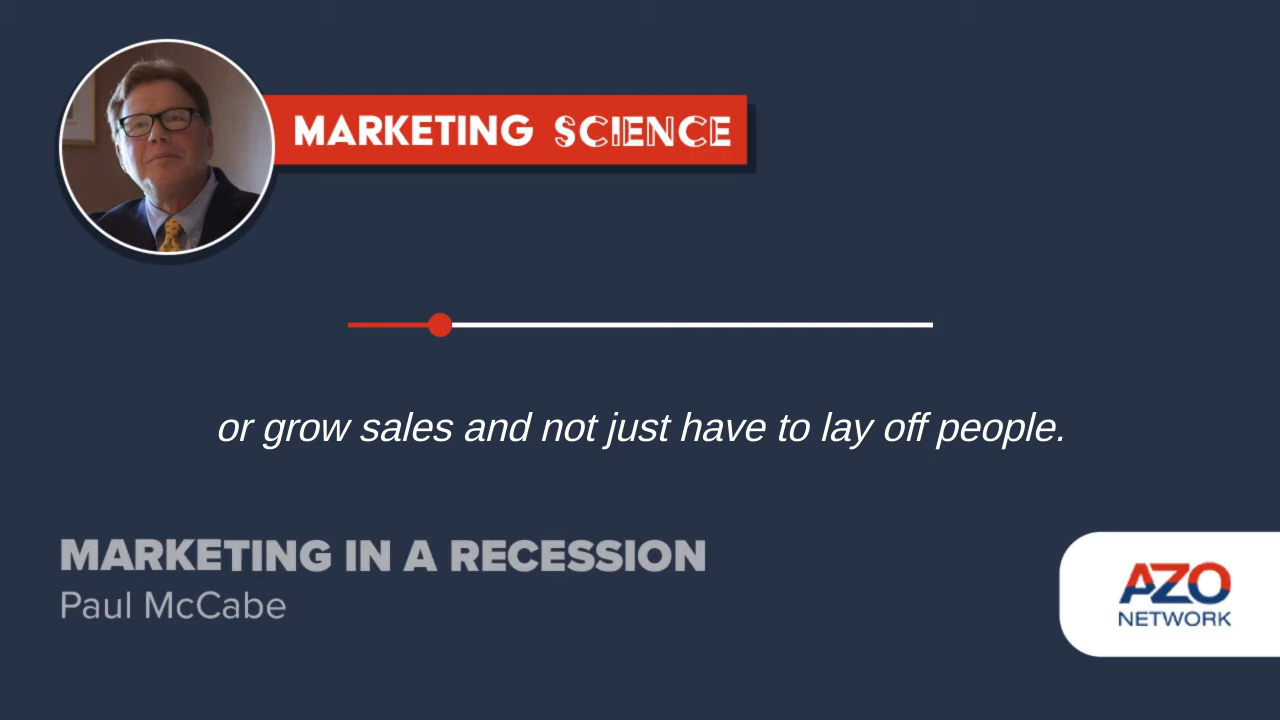 MARKETING SCIENCE
or grow sales and not just have to lay off people.
MARKETING IN A RECESSION
Paul McCabe
AZO
NETWORK